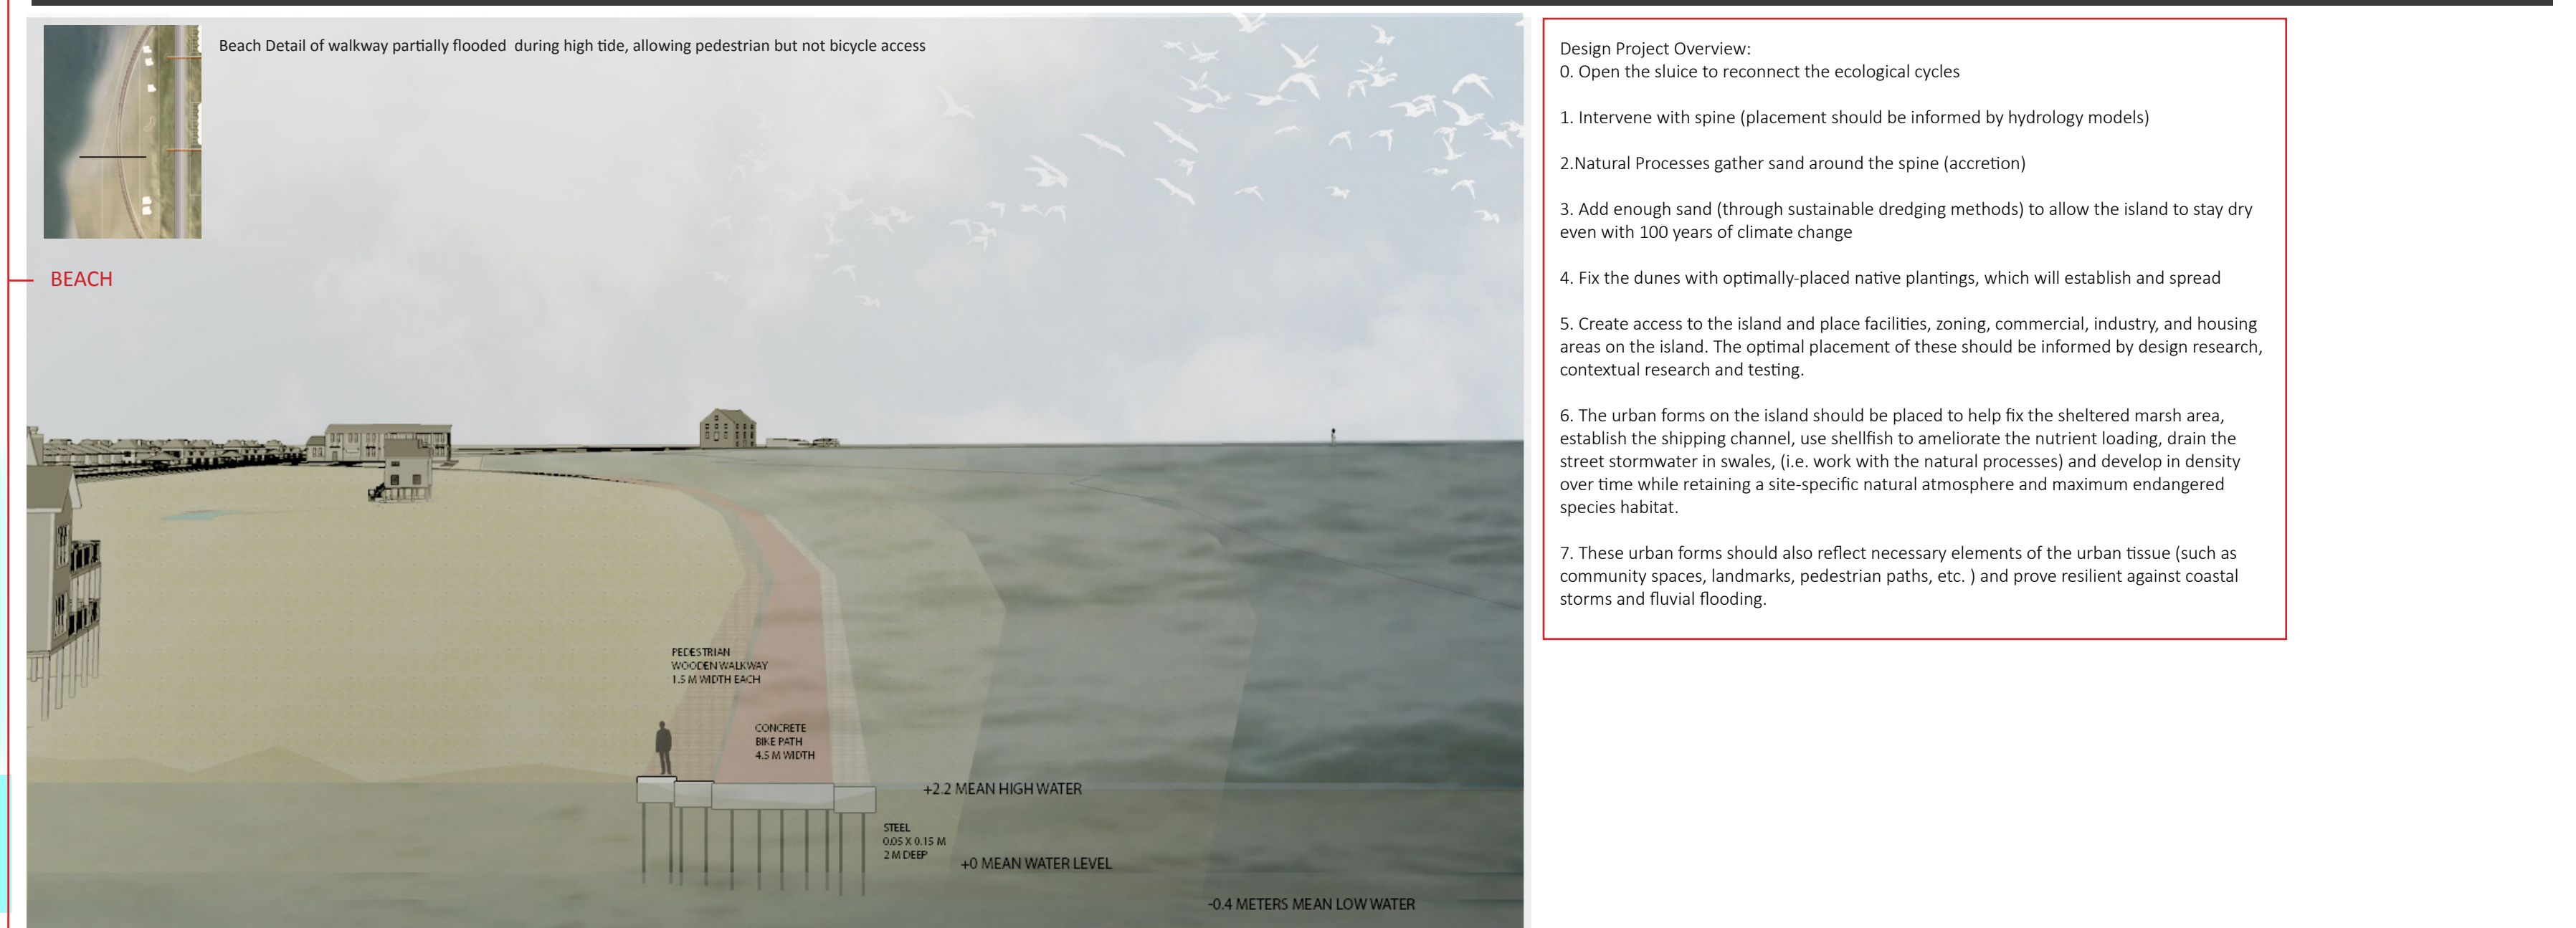 Beach Detail of walkway partially flooded during high tide, allowing pedestrian but not bicycle access
BEACH
PEDESTRIAN
WOODEN WALKWAY
1.5 M WIDTH EACH
CONCRETE
BIKE PATH
4.5 M WIDTH
+2.2 MEAN HIGH WATER
STEEL
0.05 X 0.15 M
2 M DEEP
+0 MEAN WATER LEVEL
-0.4 METERS MEAN LOW WATER
Design Project Overview:
0. Open the sluice to reconnect the ecological cycles
1. Intervene with spine (placement should be informed by hydrology models)
2.Natural Processes gather sand around the spine (accretion)
3. Add enough sand (through sustainable dredging methods) to allow the island to stay dry
even with 100 years of climate change
4. Fix the dunes with optimally-placed native plantings, which will establish and spread
5. Create access to the island and place facilities, zoning, commercial, industry, and housing
areas on the island. The optimal placement of these should be informed by design research,
contextual research and testing.
6. The urban forms on the island should be placed to help fix the sheltered marsh area,
establish the shipping channel, use shellfish to ameliorate the nutrient loading, drain the
street stormwater in swales, (i.e. work with the natural processes) and develop in density
over time while retaining a site-specific natural atmosphere and maximum endangered
species habitat.
7. These urban forms should also reflect necessary elements of the urban tissue (such as
community spaces, landmarks, pedestrian paths, etc. ) and prove resilient against coastal
storms and fluvial flooding.